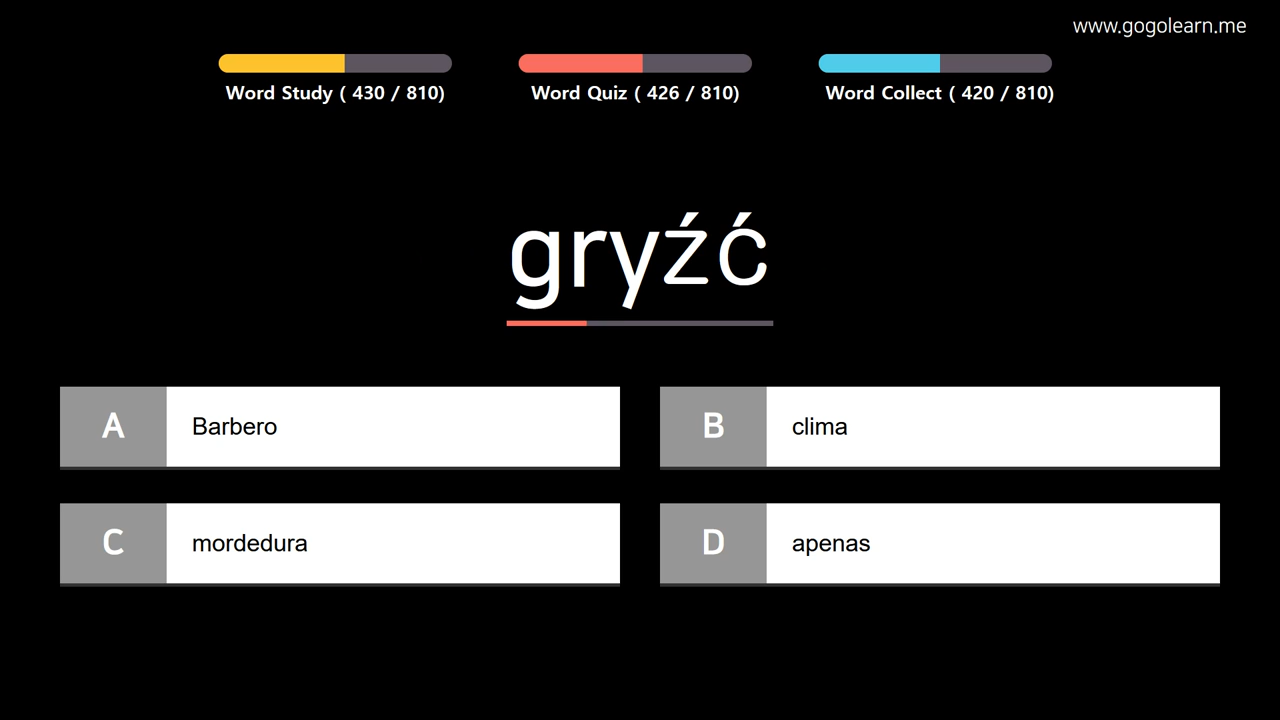 www.gogolearn.me
Word Study ( 430 / 810)
Word Quiz ( 426 / 810)
Word Collect ( 420 / 810)
gryźć
A Barbero
B clima
C mordedura
D apenas